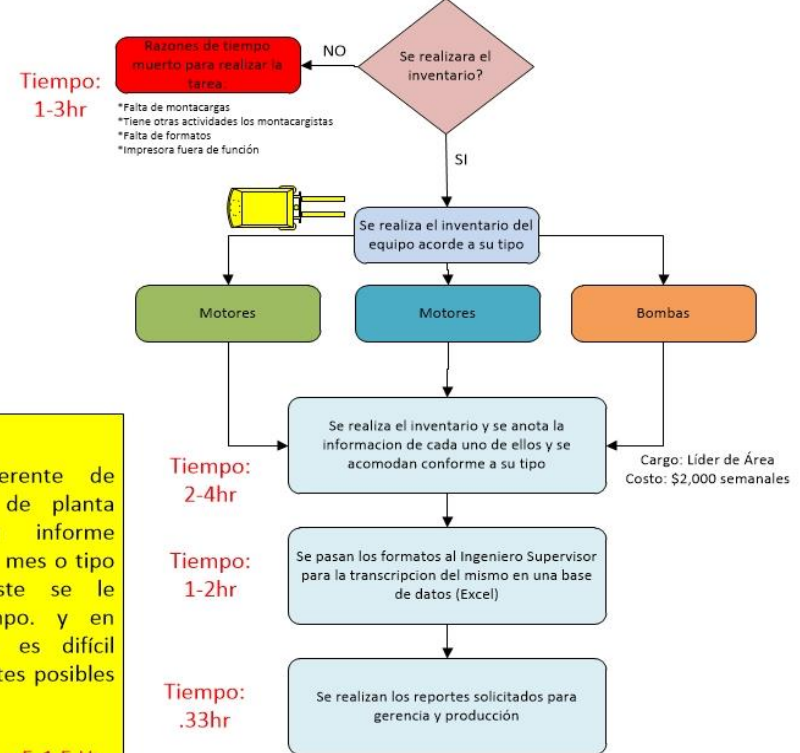 Se realizara el
inventario?
NO
SI
Razones de tiempo
muerto para realizar la
tarea:
Tiempo:
1-3hr
*Falta de montacargas
*Tiene otras actividades los montacargistas
*Falta de formatos
*Impresora fuera de función
Se realiza el inventario del
equipo acorde a su tipo
Motores
Motores
Bombas
Se realiza el inventario y se anota la
informacion de cada uno de ellos y se
acomodan conforme a su tipo
Tiempo:
2-4hr
Cargo: Líder de Área
Costo: $2,000 semanales
Se pasan los formatos al Ingeniero Supervisor
para la transcripcion del mismo en una base
de datos (Excel)
Tiempo:
1-2hr
Se realizan los reportes solicitados para
gerencia y producción
Tiempo:
.33hr
erente de
de planta
informe
mes o tipo
ste se le
po. y en
es difícil
tes posibles